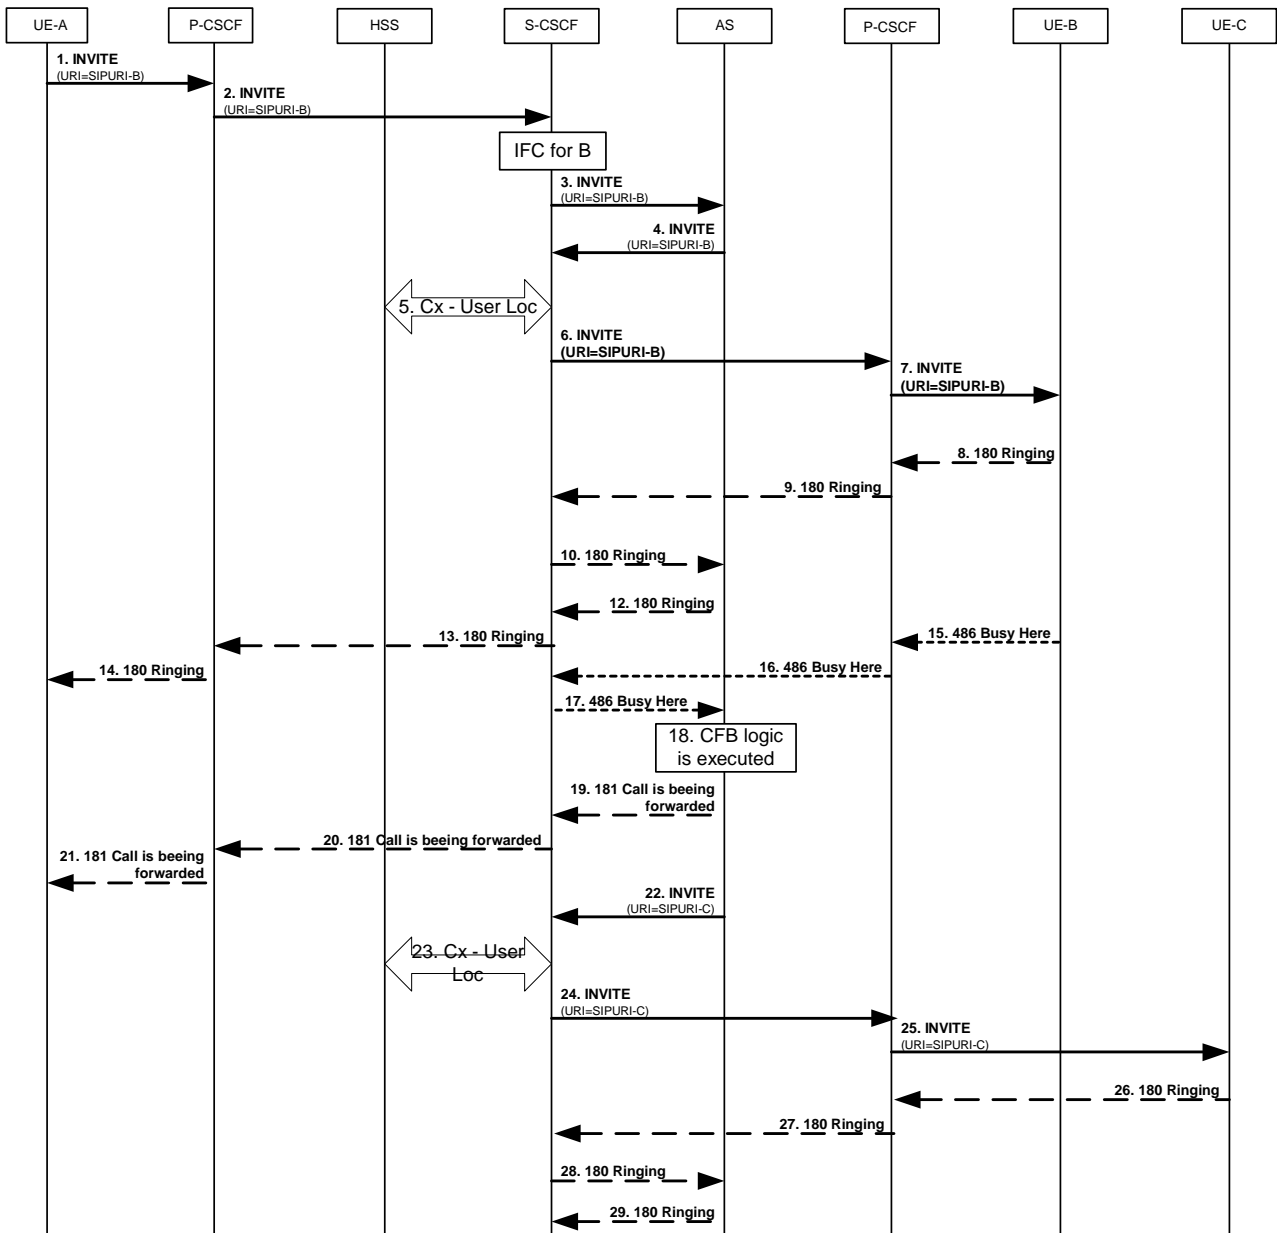 UE-A
P-CSCF
HSS
S-CSCF
AS
P-CSCF
UE-B
UE-C
1. INVITE
(URI=SIPURI-B)
2. INVITE
(URI=SIPURI-B)
IFC for B
3. INVITE
(URI=SIPURI-B)
4. INVITE
(URI=SIPURI-B)
5. Cx - User Loc
6. INVITE
(URI=SIPURI-B)
7. INVITE
(URI=SIPURI-B)
8. 180 Ringing
9. 180 Ringing
10. 180 Ringing
12. 180 Ringing
13. 180 Ringing
14. 180 Ringing
15. 486 Busy Here
16. 486 Busy Here
17. 486 Busy Here
18. CFB logic
is executed
19. 181 Call is beeing
forwarded
20. 181 Call is beeing forwarded
21. 181 Call is beeing
forwarded
22. INVITE
(URI=SIPURI-C)
23. Cx - User
Loc
24. INVITE
(URI=SIPURI-C)
25. INVITE
(URI=SIPURI-C)
26. 180 Ringing
27. 180 Ringing
28. 180 Ringing
29. 180 Ringing